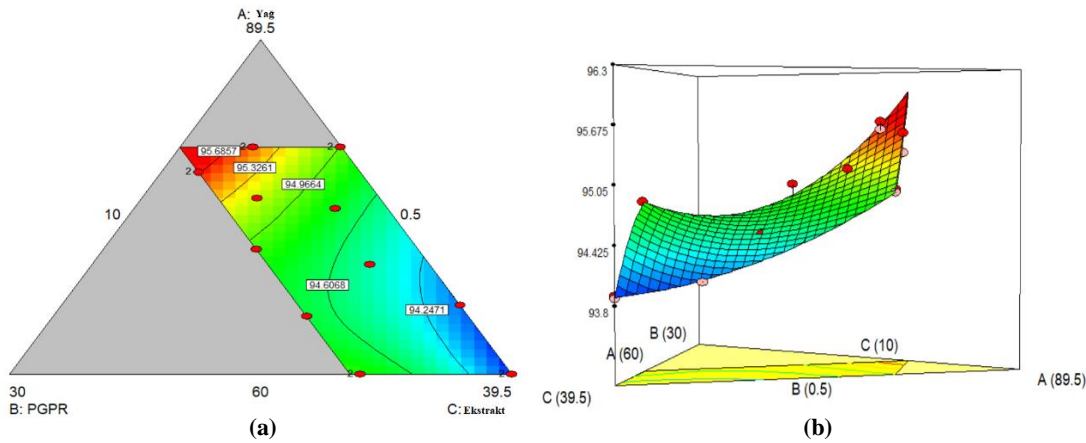 A: Yag
89.5
2
2
95.6857
2
95.3261
94.9664
10
0.5
94.6068
94.2471
2
2
30
60
39.5
B: PGPR
C: Ekstrakt
(a)
96.3
95.675
95.05
94.425
93.8
B (30)
A (60)
C (10)
C (39.5)
B (0.5)
A (89.5)
(b)